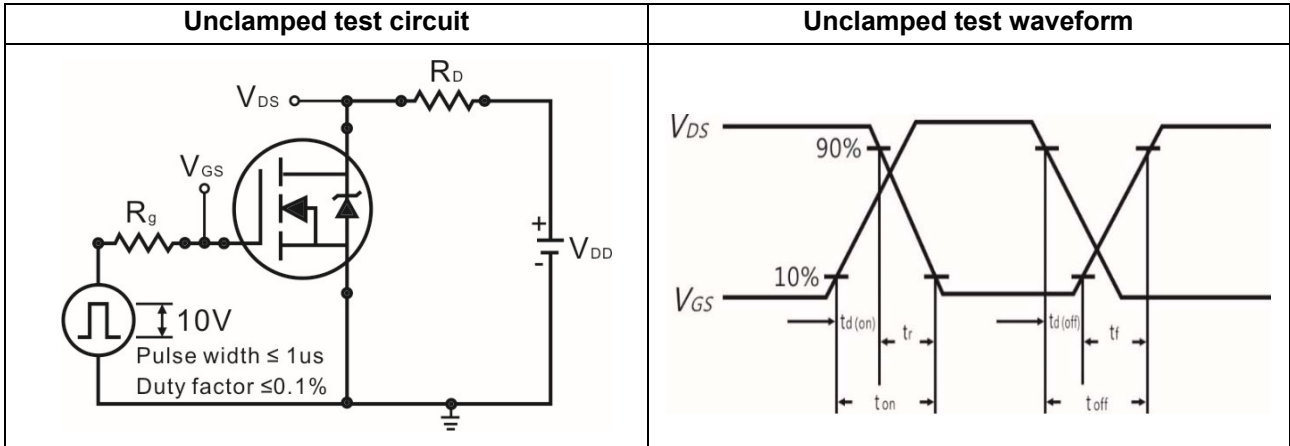 Unclamped test circuit
Unclamped test waveform
RD
VDS
VGS
Rg
+
-
VDD
10V
Pulse width ≤ 1us
Duty factor ≤0.1%
VDS
90%
10%
VGS
td(on)
tr
td(off)
tf
ton
toff